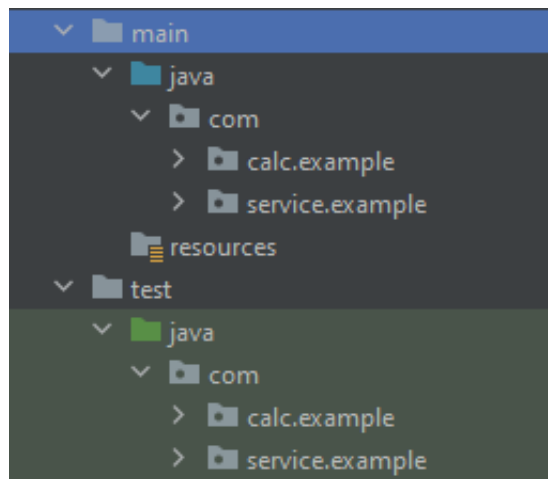 main
java
com
calc.example
service.example
resources
test
java
com
calc.example
service.example